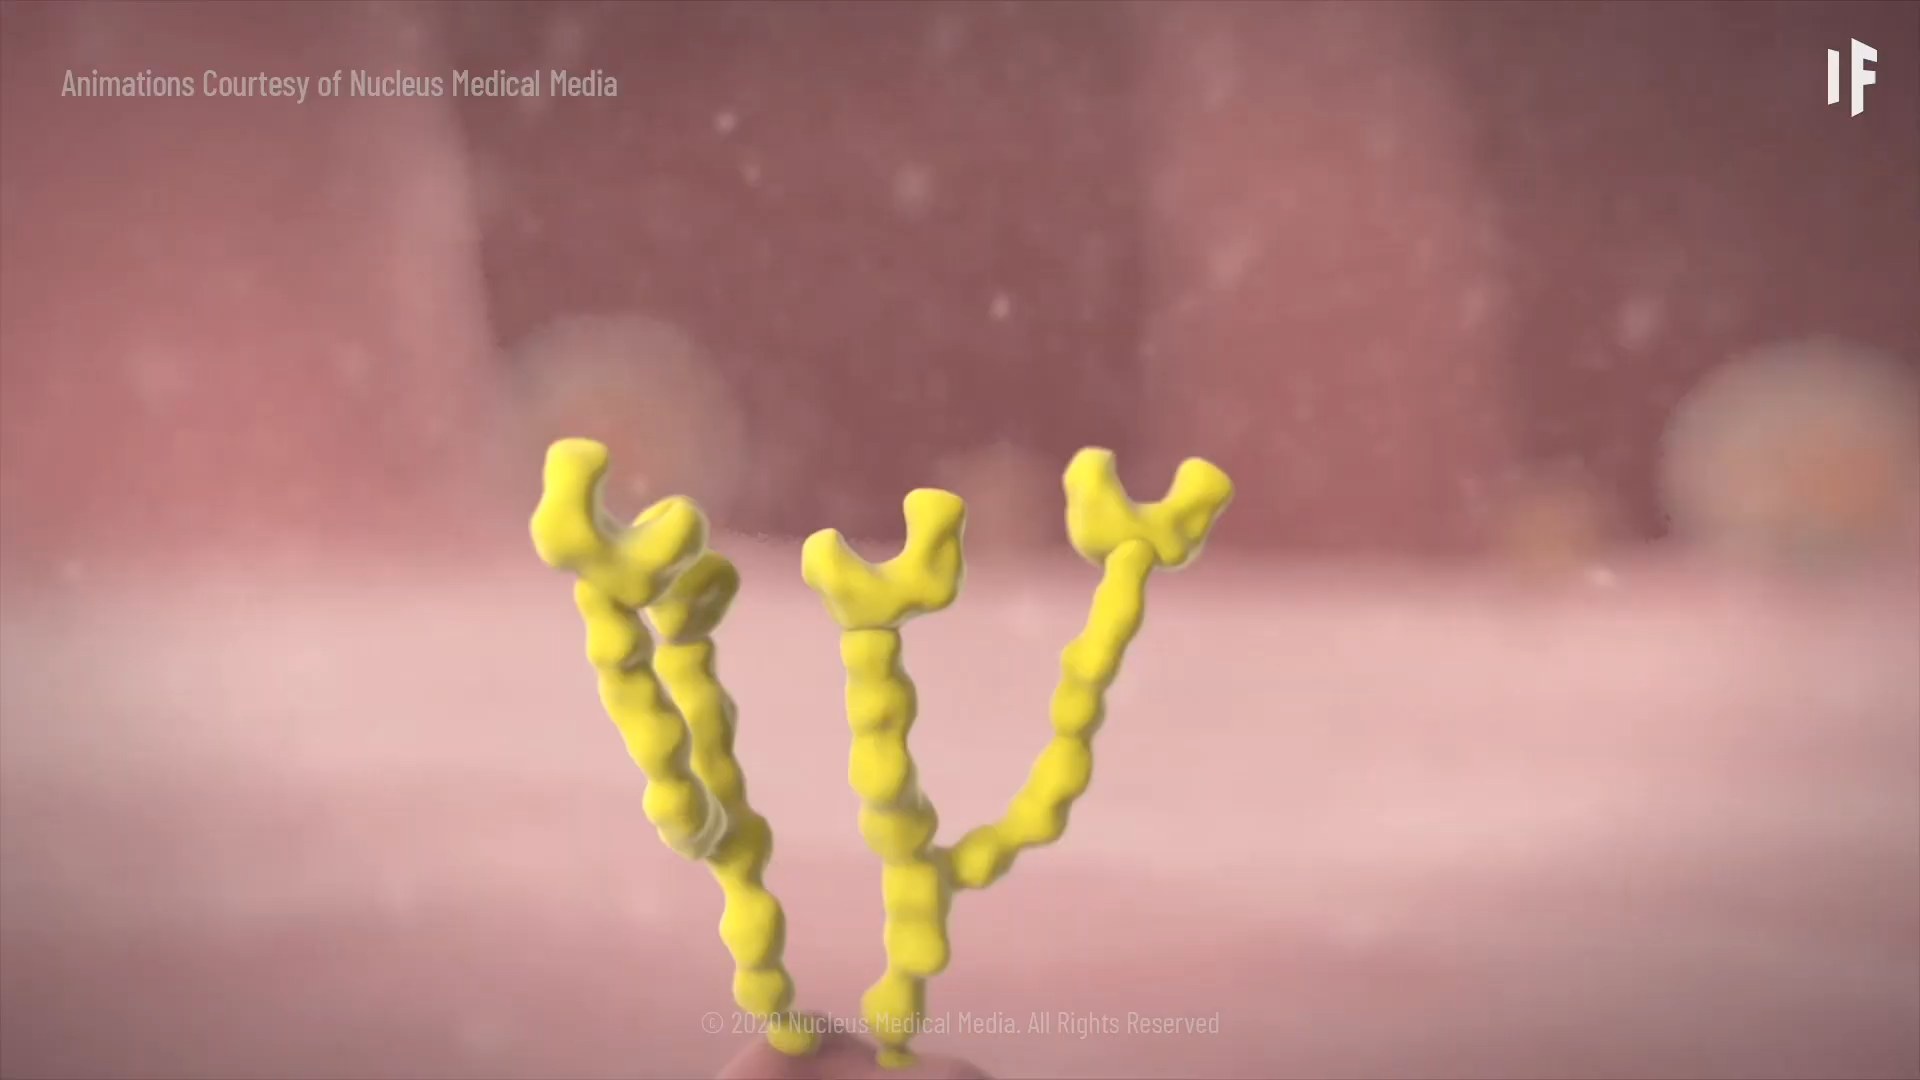 Animations Courtesy of Nucleus Medical Media
IF
© 2020 Nucleus Medical Media. All Rights Reserved